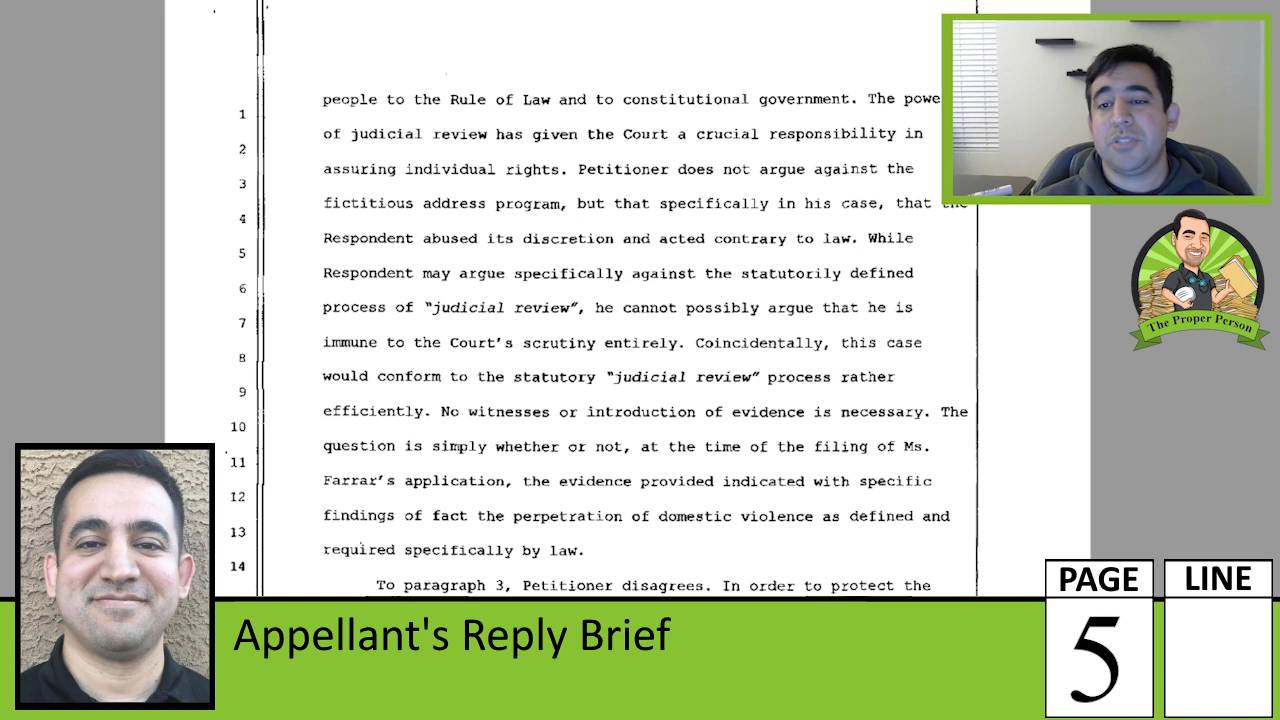 people to the Rule of Law and to constitutional government. The powe
1
of judicial review has given the Court a crucial responsibility in
2
assuring individual rights. Petitioner does not argue against the
3
fictitious address program, but that specifically in his case, that the
4
Respondent abused its discretion and acted contrary to law. While
5
Respondent may argue specifically against the statutorily defined
6
process of "judicial review", he cannot possibly argue that he is
7
immune to the Court's scrutiny entirely. Coincidentally, this case
8
would conform to the statutory "judicial review" process rather
9
efficiently. No witnesses or introduction of evidence is necessary. The
10
question is simply whether or not, at the time of the filing of Ms.
11
Farrar's application, the evidence provided indicated with specific
12
findings of fact the perpetration of domestic violence as defined and
13
required specifically by law.
14
To paragraph 3, Petitioner disagrees. In order to protect the
The Proper Person
Appellant's Reply Brief
PAGE
5
LINE